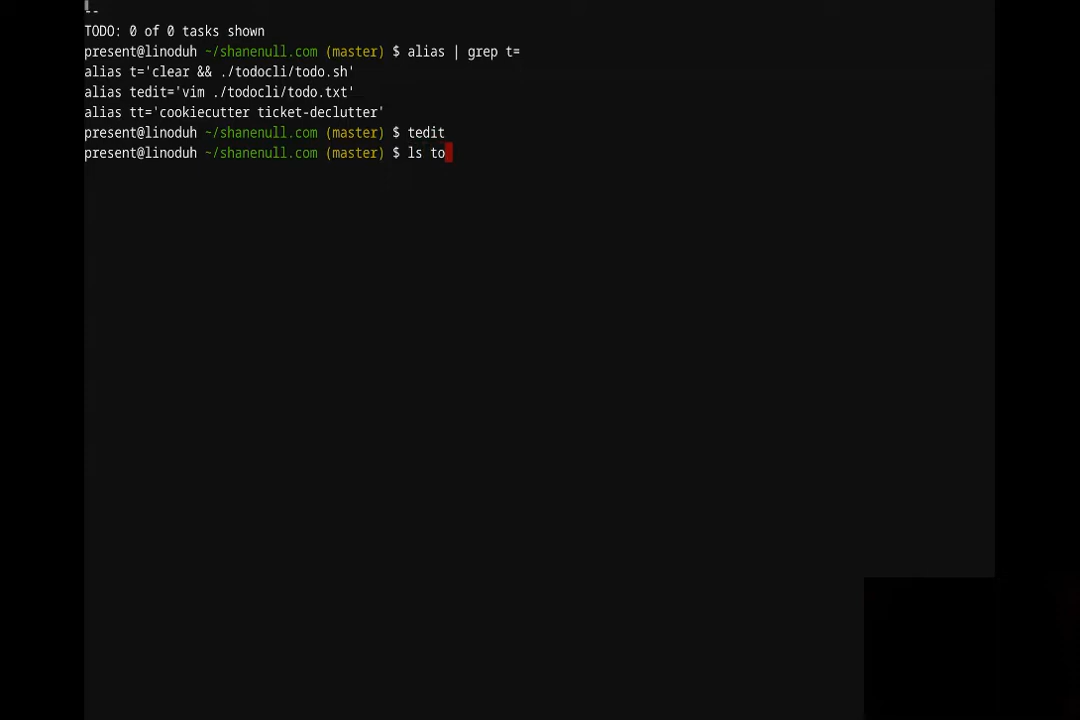 --
TODO: 0 of 0 tasks shown
present@linoduh ~/shanenull.com (master) $ alias | grep t=
alias t='clear && ./todocli/todo.sh'
alias tedit='vim ./todocli/todo.txt'
alias tt='cookiecutter ticket-declutter'
present@linoduh ~/shanenull.com (master) $ tedit
present@linoduh ~/shanenull.com (master) $ ls to